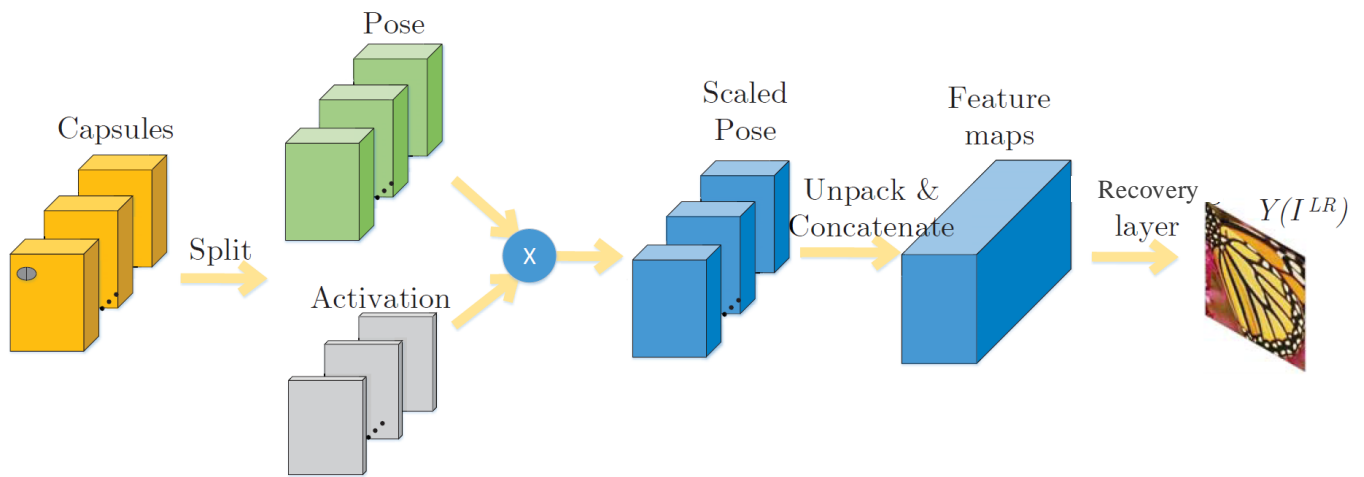 Pose
Capsules
Split
Activation
X
Scaled
Pose
Unpack &
Concatenate
Feature
maps
Recovery
layer
Y(I^{LR})